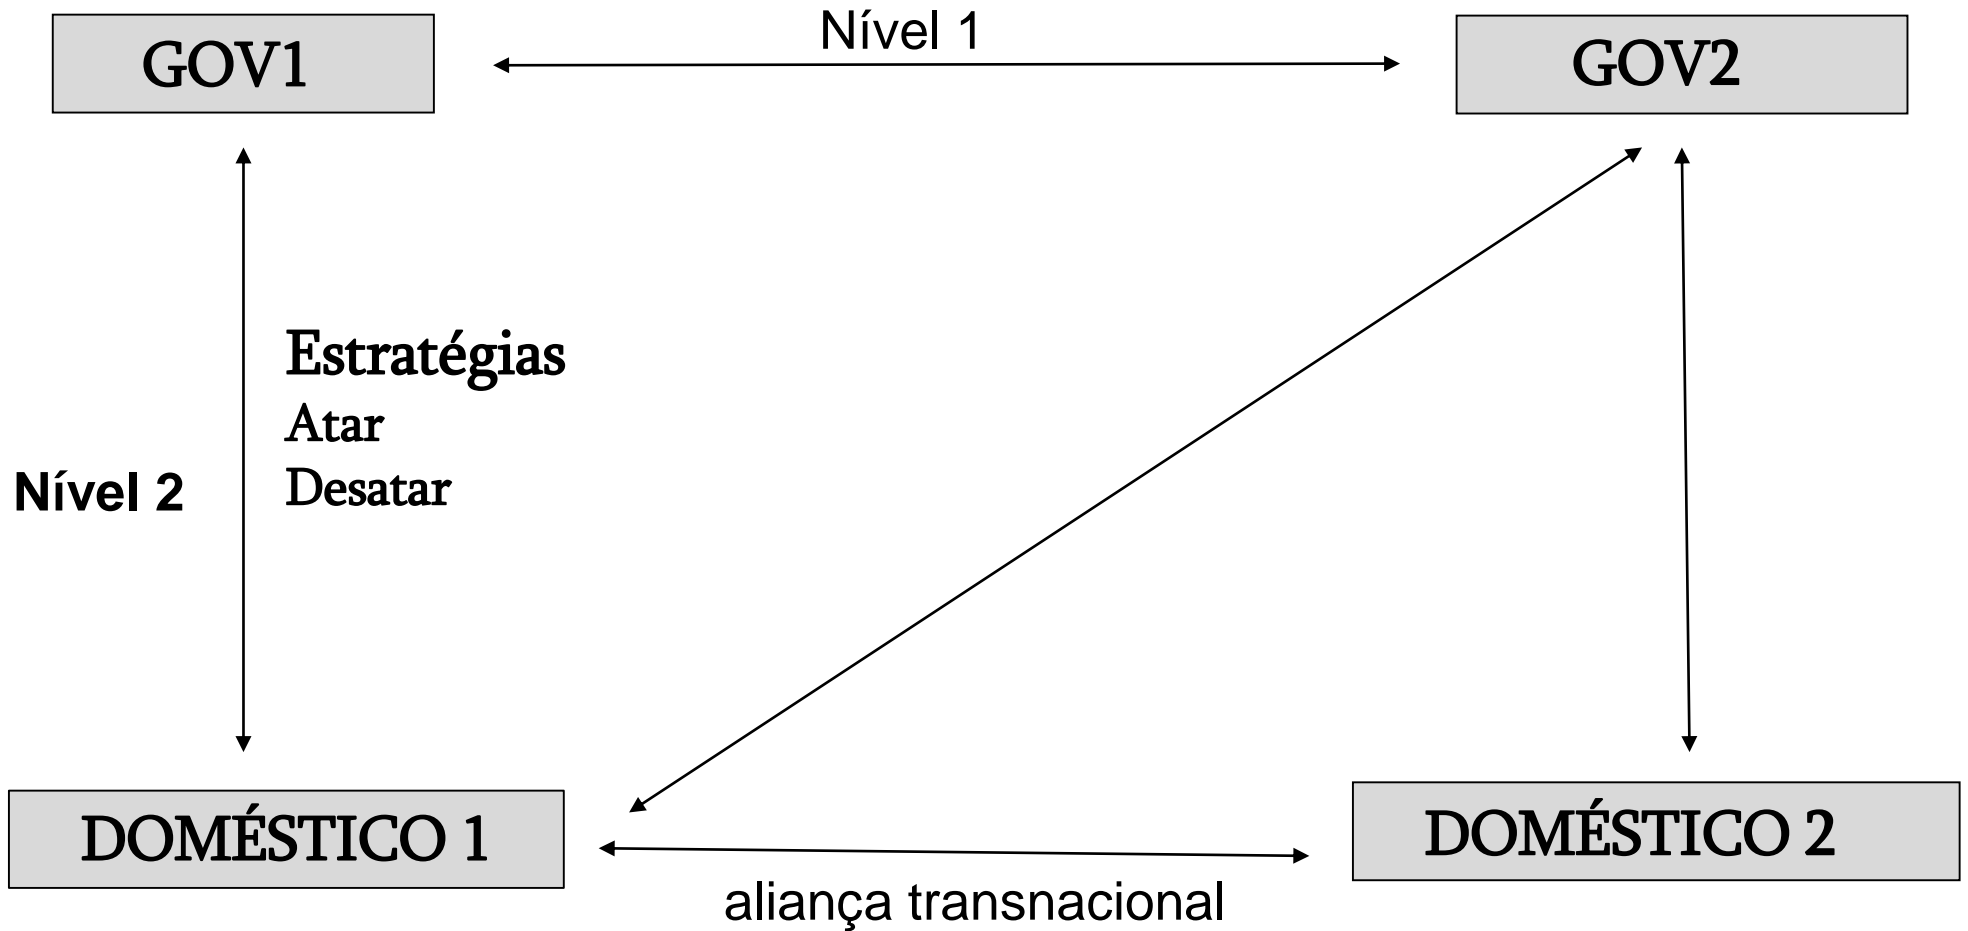 Nível 1
GOV1
GOV2
Estratégias
Atar
Desatar
Nível 2
DOMÉSTICO 1
DOMÉSTICO 2
aliança transnacional